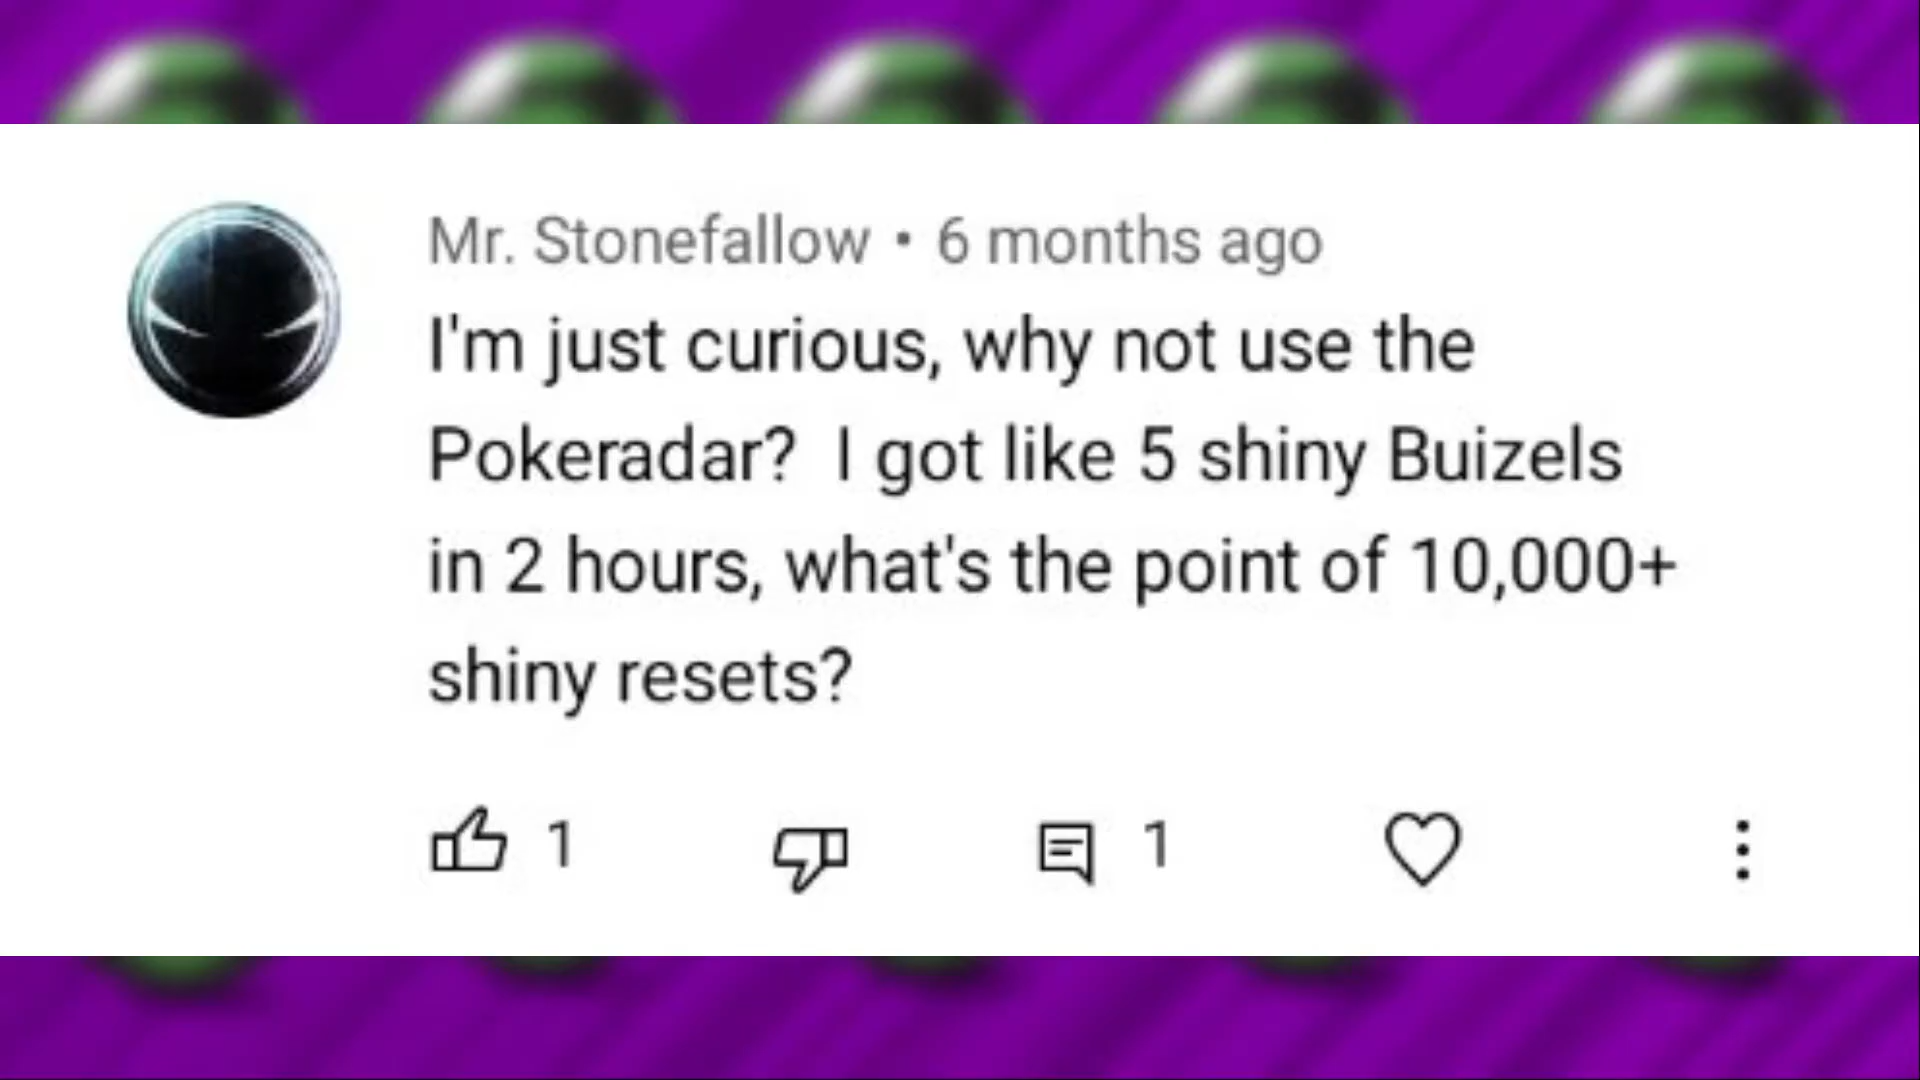 Mr. Stonefallow • 6 months ago
I'm just curious, why not use the
Pokeradar?  I got like 5 shiny Buizels
in 2 hours, what's the point of 10,000+
shiny resets?
1 1